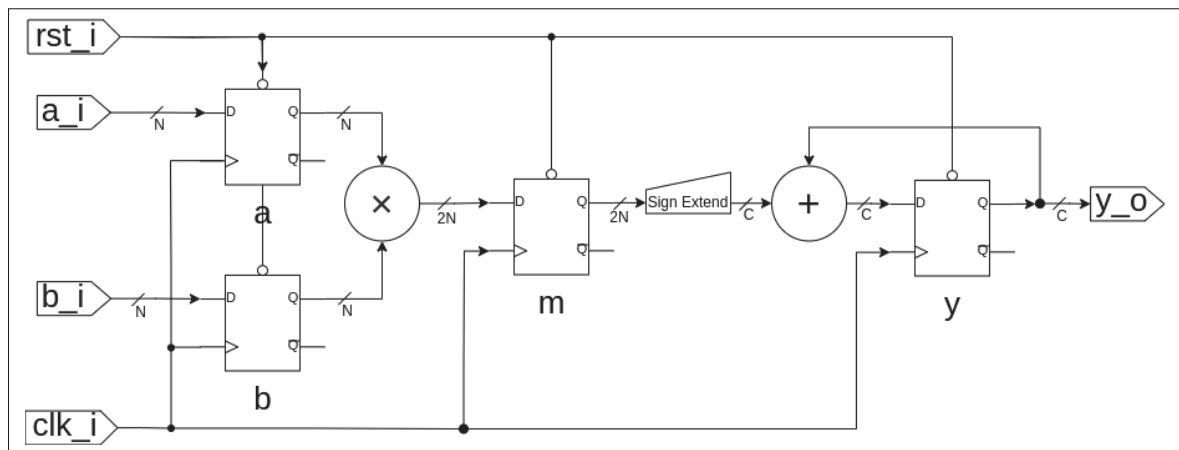 rst_i
a_i
N
D
Q
N
Q
a
×
2N
D
Q
2N
Q
m
Sign Extend
C
+
C
D
Q
Q
y
C
y_o
b_i
N
D
Q
N
Q
b
clk_i